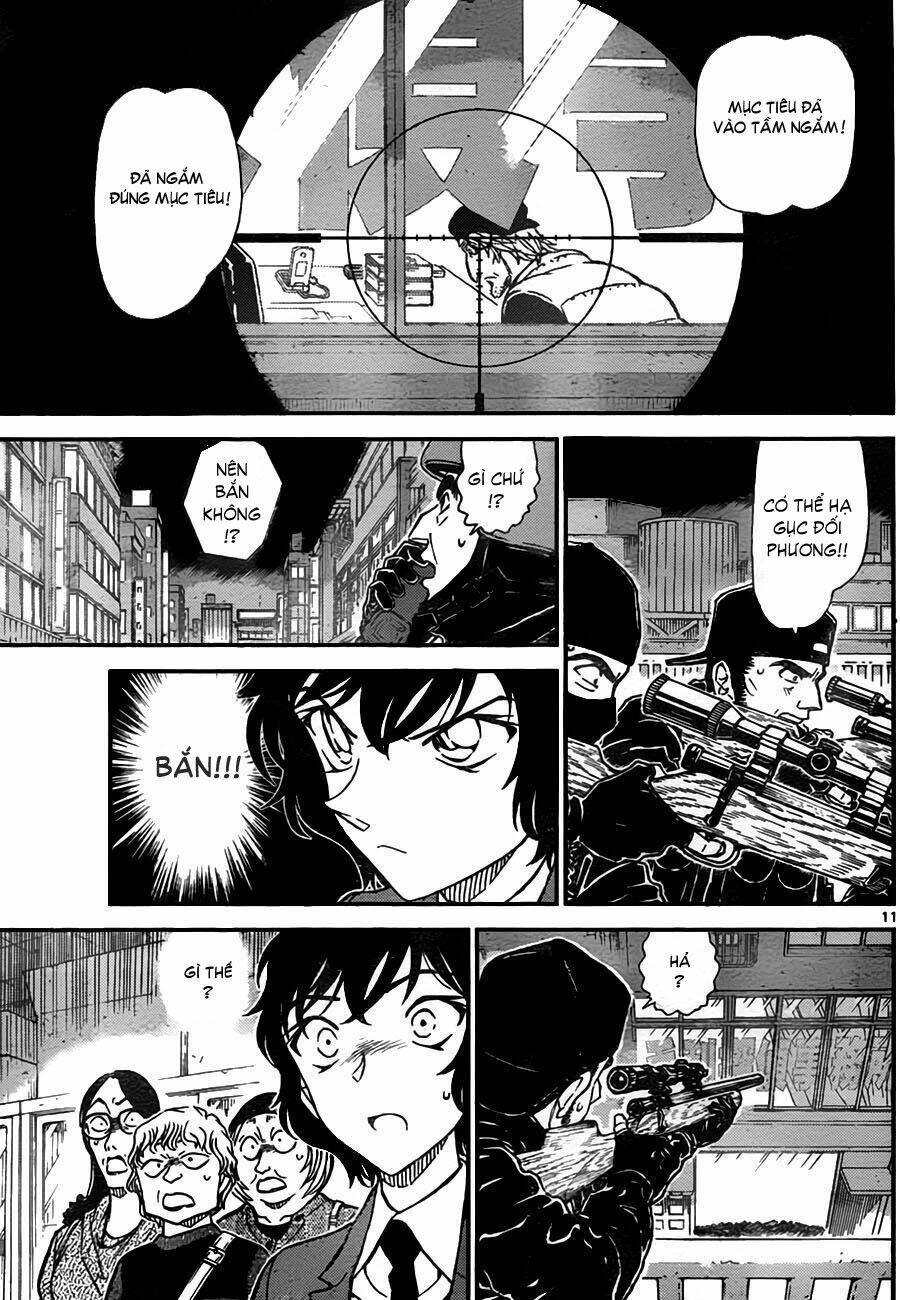 MỤC TIÊU ĐÃ
VÀO TẦM NGẮM!
ĐÃ NGẮM
ĐÚNG MỤC TIÊU!
CÓ THỂ HẠ
GỤC ĐỐI
PHƯƠNG!!
GÌ CHỨ
!?
NÊN
BẮN
KHÔNG!
!?
BẮN!!!
11
HẢ
?
GÌ THẾ
?